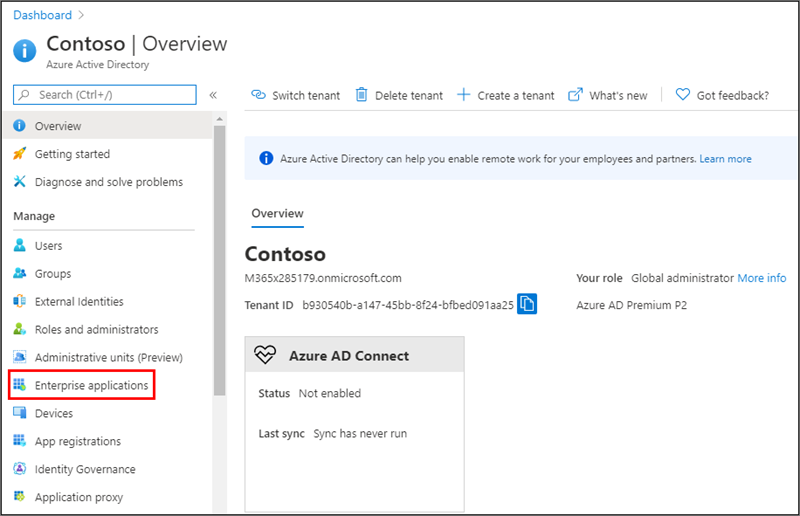 Dashboard >
Contoso | Overview
Azure Active Directory
Search (Ctrl+/)
«
Switch tenant
Delete tenant
Create a tenant
What's new
Got feedback?
Overview
Getting started
Diagnose and solve problems
Manage
Users
Groups
External Identities
Roles and administrators
Administrative units (Preview)
Enterprise applications
Devices
App registrations
Identity Governance
Application proxy
Azure Active Directory can help you enable remote work for your employees and partners. Learn more
Overview
Contoso
M365x285179.onmicrosoft.com
Your role Global administrator More info
Tenant ID b930540b-a147-45bb-8f24-bfbed091aa25
Azure AD Premium P2
Azure AD Connect
Status Not enabled
Last sync Sync has never run